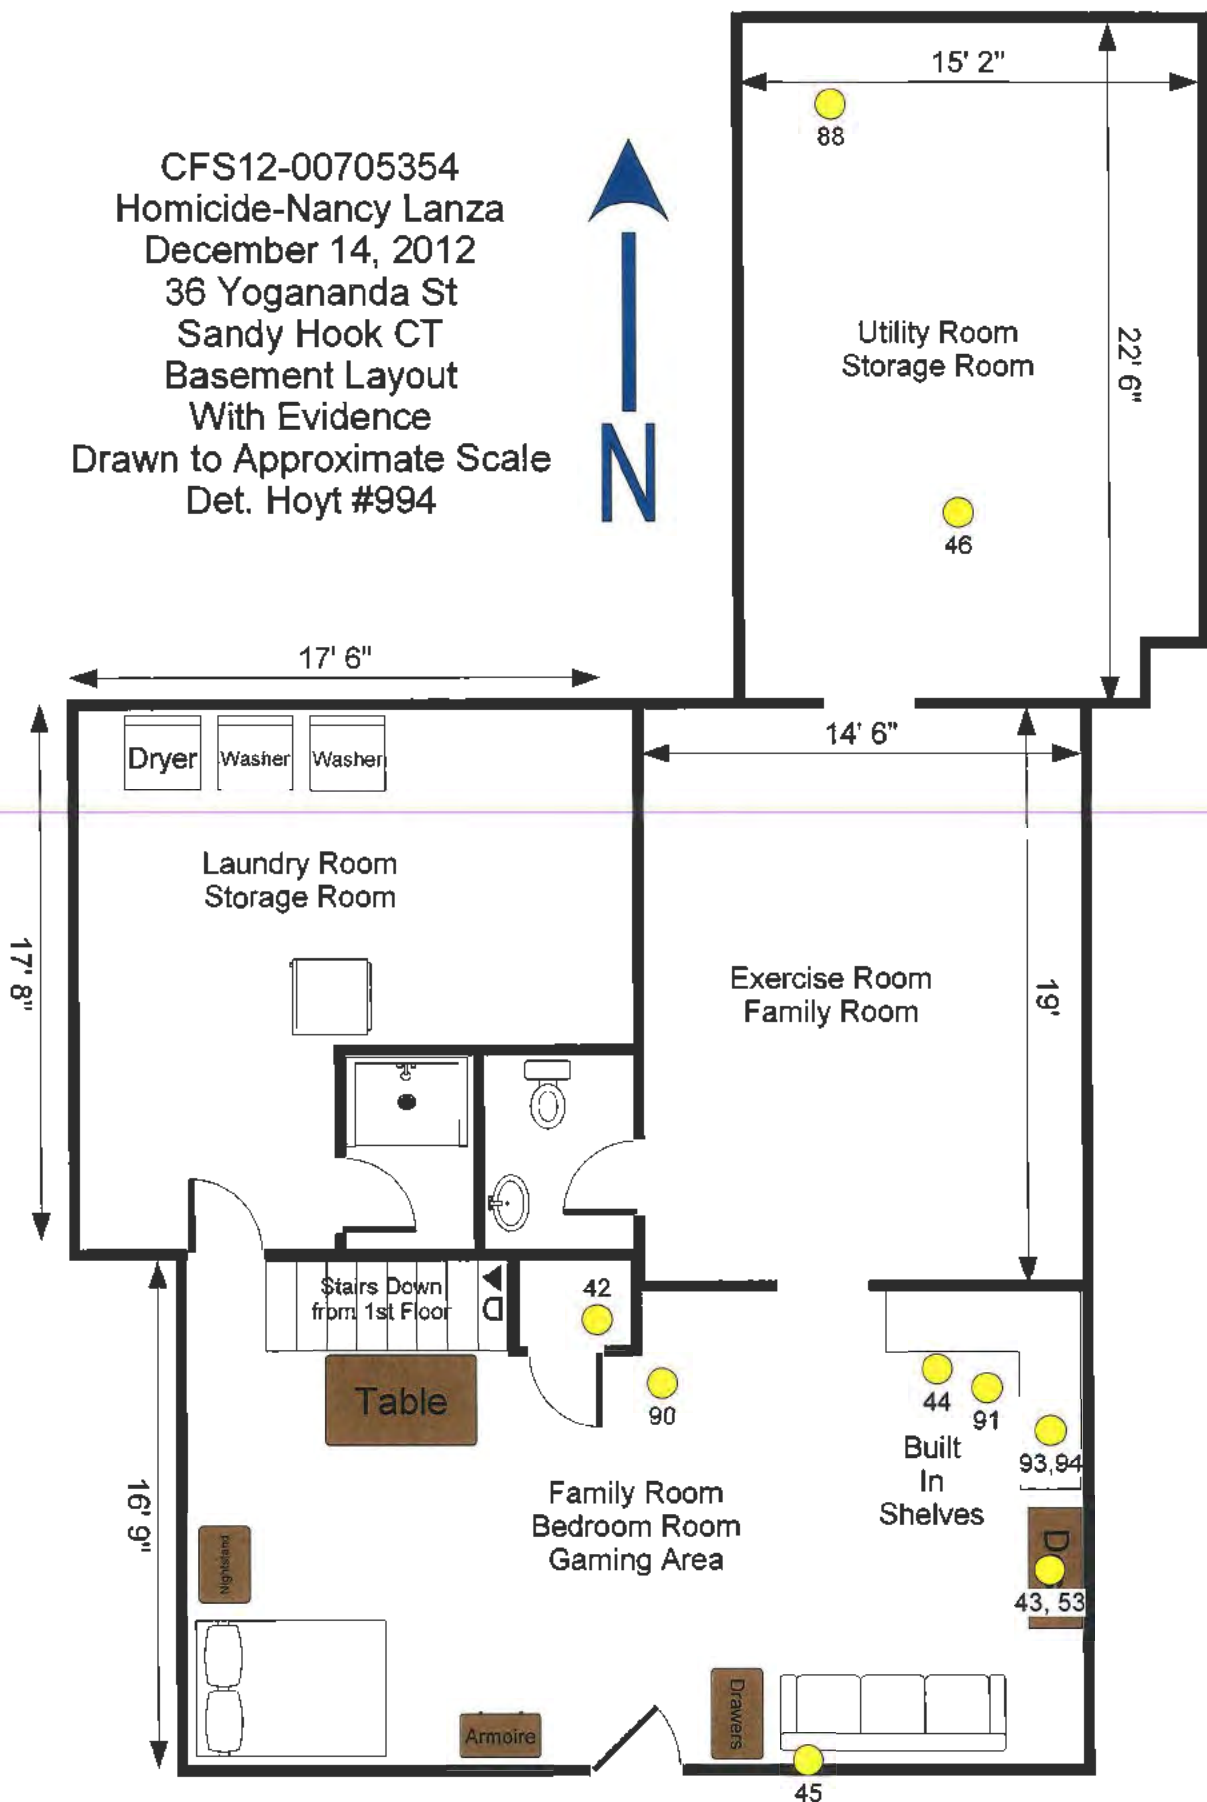 CFS12-00705354
Homicide-Nancy Lanza
December 14, 2012
36 Yogananda St
Sandy Hook CT
Basement Layout
With Evidence
Drawn to Approximate Scale
Det. Hoyt #994
N
15' 2"
88
Utility Room
Storage Room
22' 6"
46
17' 6"
14' 6"
Dryer
Washer
Washer
Laundry Room
Storage Room
17' 8"
Exercise Room
Family Room
19'
Stairs Down
from 1st Floor
D
42
Table
90
44
91
93,94
Built
In
Shelves
16' 9"
Family Room
Bedroom Room
Gaming Area
Nightstand
43, 53
Drawers
Armoire
45